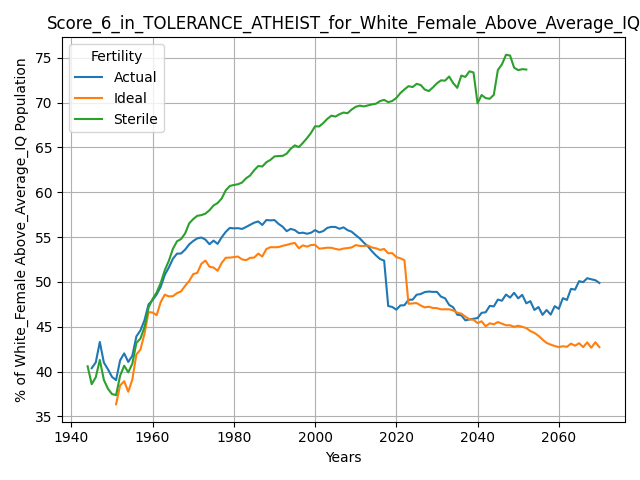 Score_6_in_TOLERANCE_ATHEIST_for_White_Female_Above_Average_IQ
% of White_Female Above_Average_IQ Population
75
70
65
60
55
50
45
40
35
Fertility
Actual
Ideal
Sterile
1940
1960
1980
2000
2020
2040
2060
Years